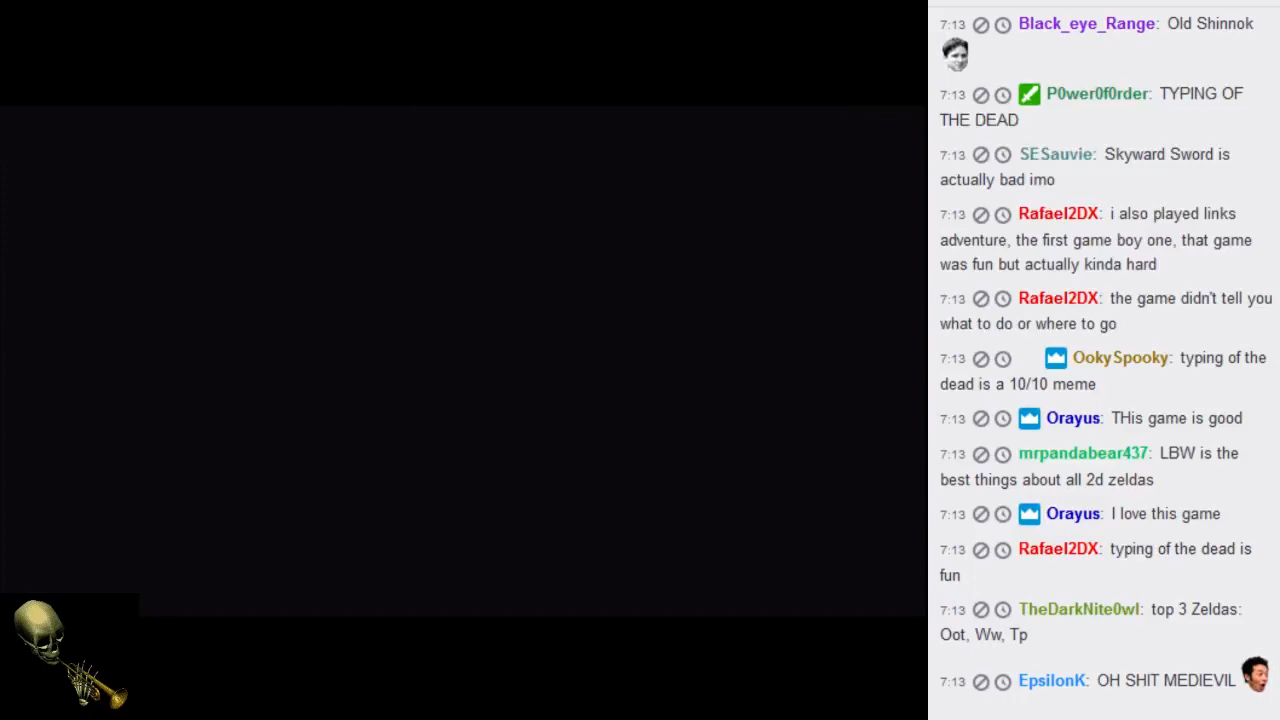 7:13 Black_eye_Range: Old Shinnok
7:13 P0wer0f0rder: TYPING OF
THE DEAD
7:13 SESauvie: Skyward Sword is
actually bad imo
7:13 Rafael2DX: i also played links
adventure, the first game boy one, that game
was fun but actually kinda hard
7:13 Rafael2DX: the game didn't tell you
what to do or where to go
7:13 OokySpooky: typing of the
dead is a 10/10 meme
7:13 Orayus: THis game is good
7:13 mrpandabear437: LBW is the
best things about all 2d zeldas
7:13 Orayus: I love this game
7:13 Rafael2DX: typing of the dead is
fun
7:13 TheDarkNite0wl: top 3 Zeldas:
Oot, Ww, Tp
7:13 EpsilonK: OH SHIT MEDIEVIL